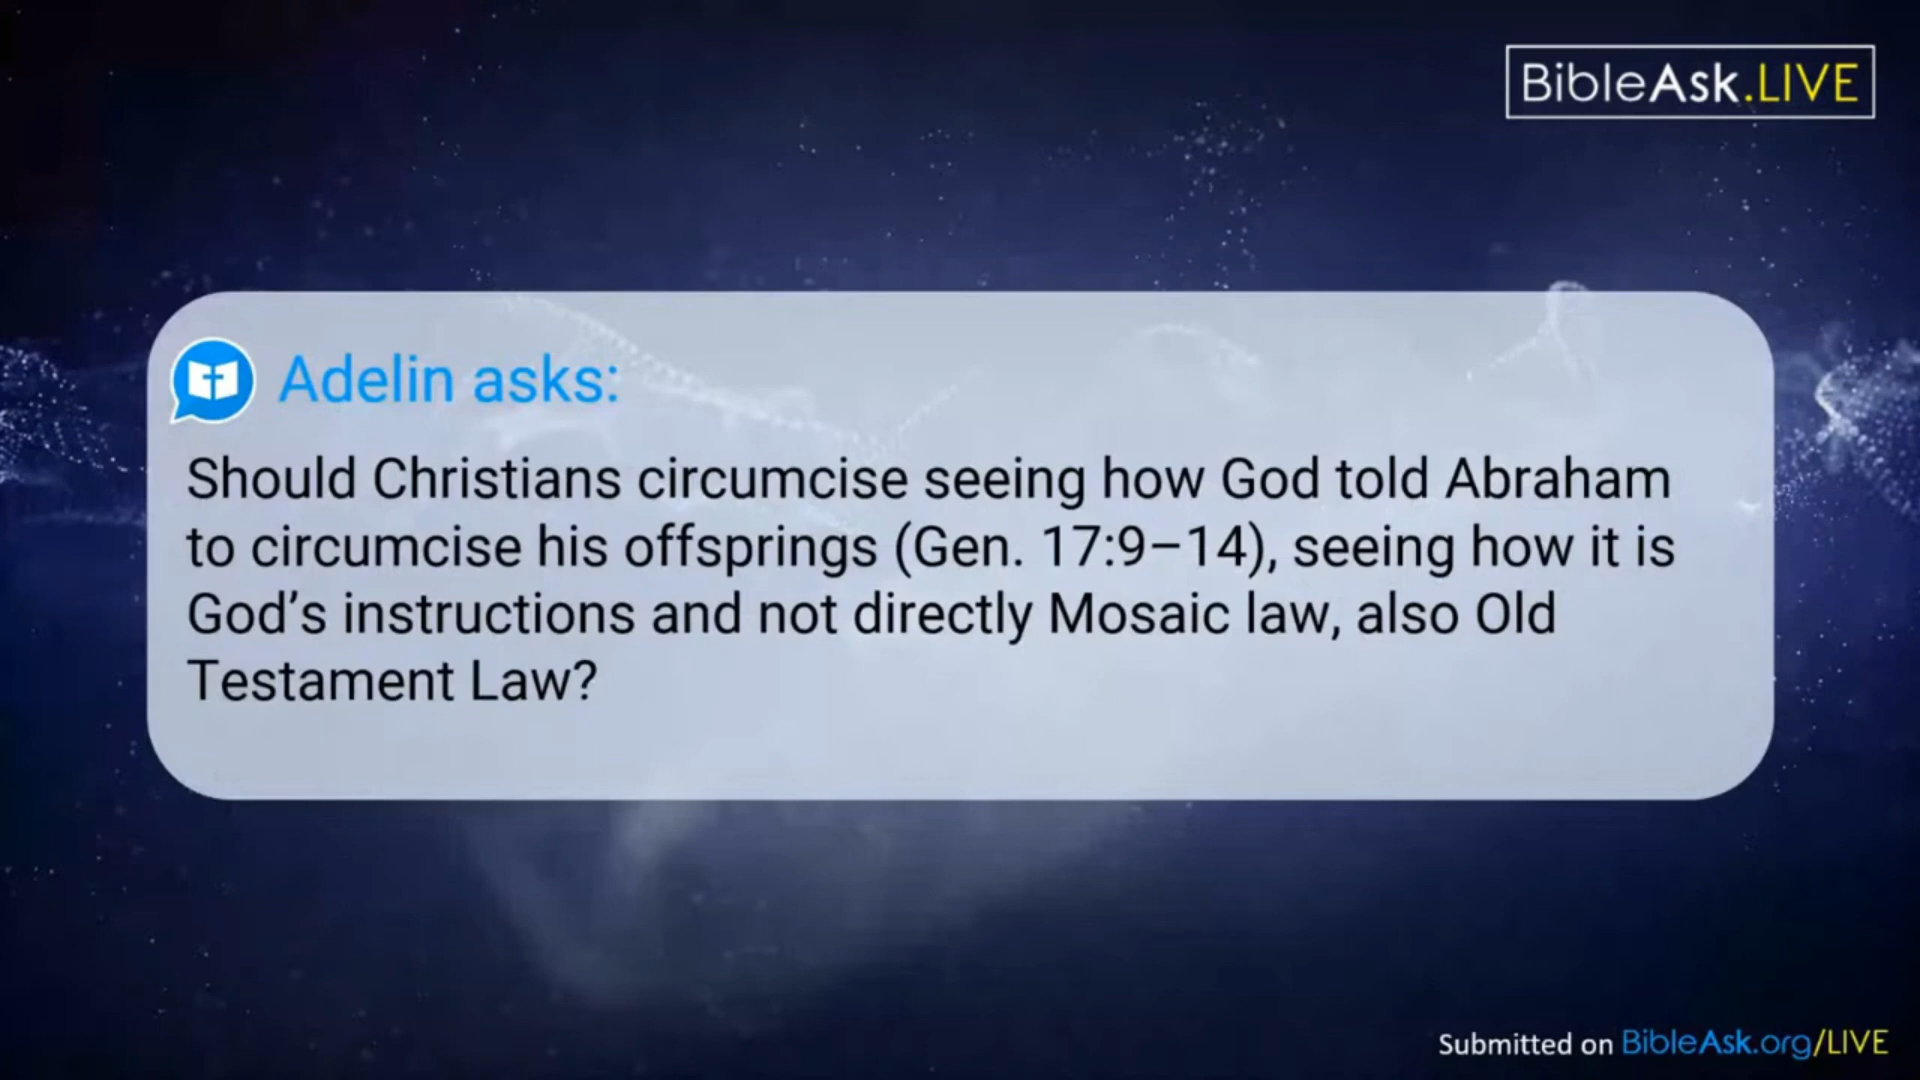 BibleAsk.LIVE
Adelin asks:
Should Christians circumcise seeing how God told Abraham
to circumcise his offsprings (Gen. 17:9–14), seeing how it is
God’s instructions and not directly Mosaic law, also Old
Testament Law?
Submitted on BibleAsk.org/LIVE